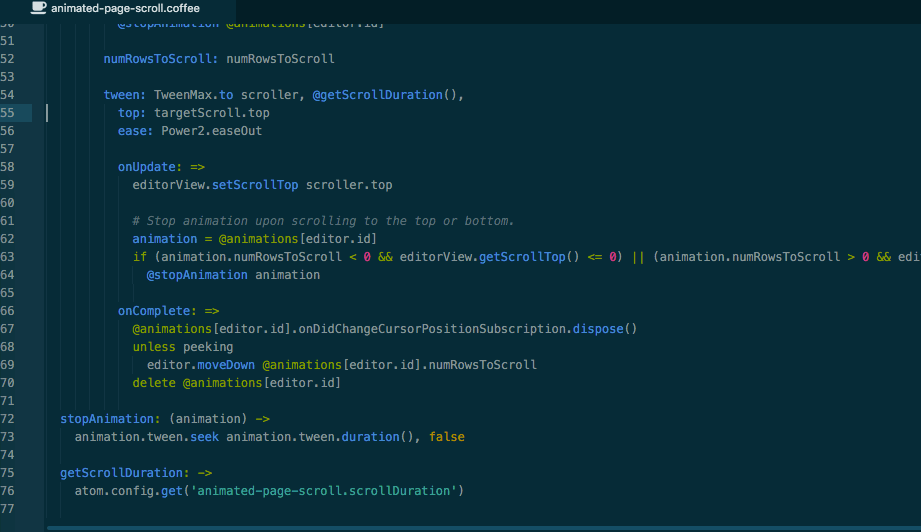 animated-page-scroll.coffee
50 @stopAnimation @animations[editor.id]
51
52 numRowsToScroll: numRowsToScroll
53
54 tween: TweenMax.to scroller, @getScrollDuration(),
55 top: targetScroll.top
56 ease: Power2.easeOut
57
58 onUpdate: =>
59 editorView.setScrollTop scroller.top
60
61 # Stop animation upon scrolling to the top or bottom.
62 animation = @animations[editor.id]
63 if (animation.numRowsToScroll < 0 && editorView.getScrollTop() <= 0) || (animation.numRowsToScroll > 0 && edi
64 @stopAnimation animation
65
66 onComplete: =>
67 @animations[editor.id].onDidChangeCursorPositionSubscription.dispose()
68 unless peeking
69 editor.moveDown @animations[editor.id].numRowsToScroll
70 delete @animations[editor.id]
71
72 stopAnimation: (animation) ->
73 animation.tween.seek animation.tween.duration(), false
74
75 getScrollDuration: ->
76 atom.config.get('animated-page-scroll.scrollDuration')
77